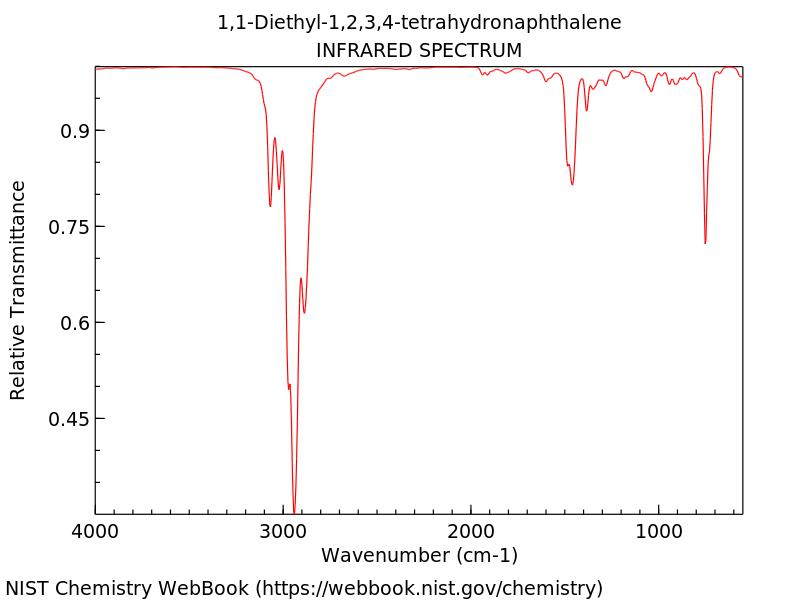 1,1-Diethyl-1,2,3,4-tetrahydronaphthalene
INFRARED SPECTRUM
0.9
0.75
0.6
0.45
Relative Transmittance
4000 3000 2000 1000
Wavenumber (cm-1)
NIST Chemistry WebBook (https://webbook.nist.gov/chemistry)